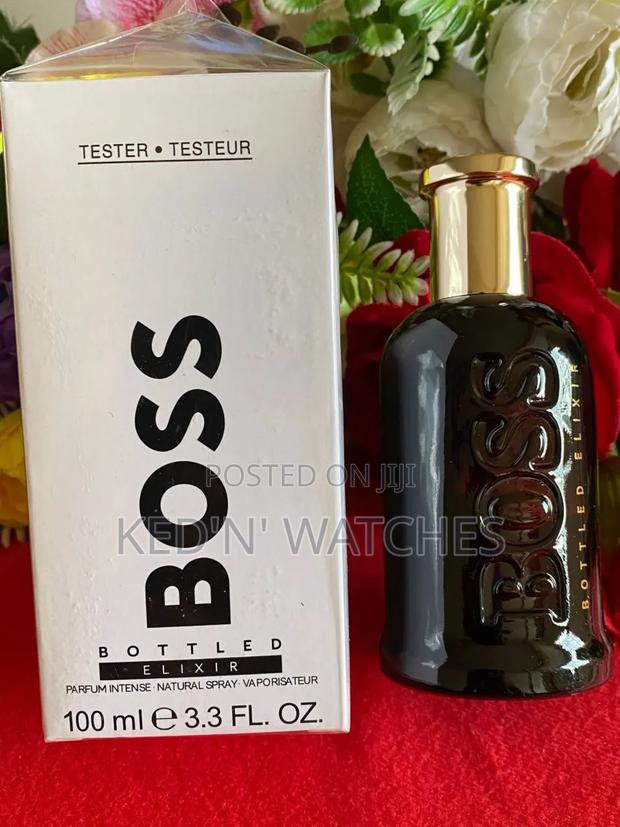 TESTER • TESTEUR
BOSS
BOTTLED
ELIXIR
PARFUM INTENSE · NATURAL SPRAY · VAPORISATEUR
100 ml ℮ 3.3 FL. OZ.
BOSS
BOTTLED ELIXIR
POSTED ON JIJI
KED'N' WATCHES